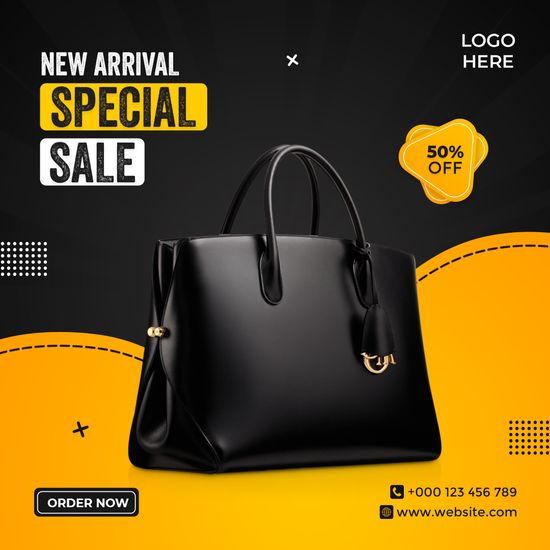 NEW ARRIVAL
SPECIAL
SALE
LOGO
HERE
50%
OFF
ORDER NOW
+000 123 456 789
www.website.com